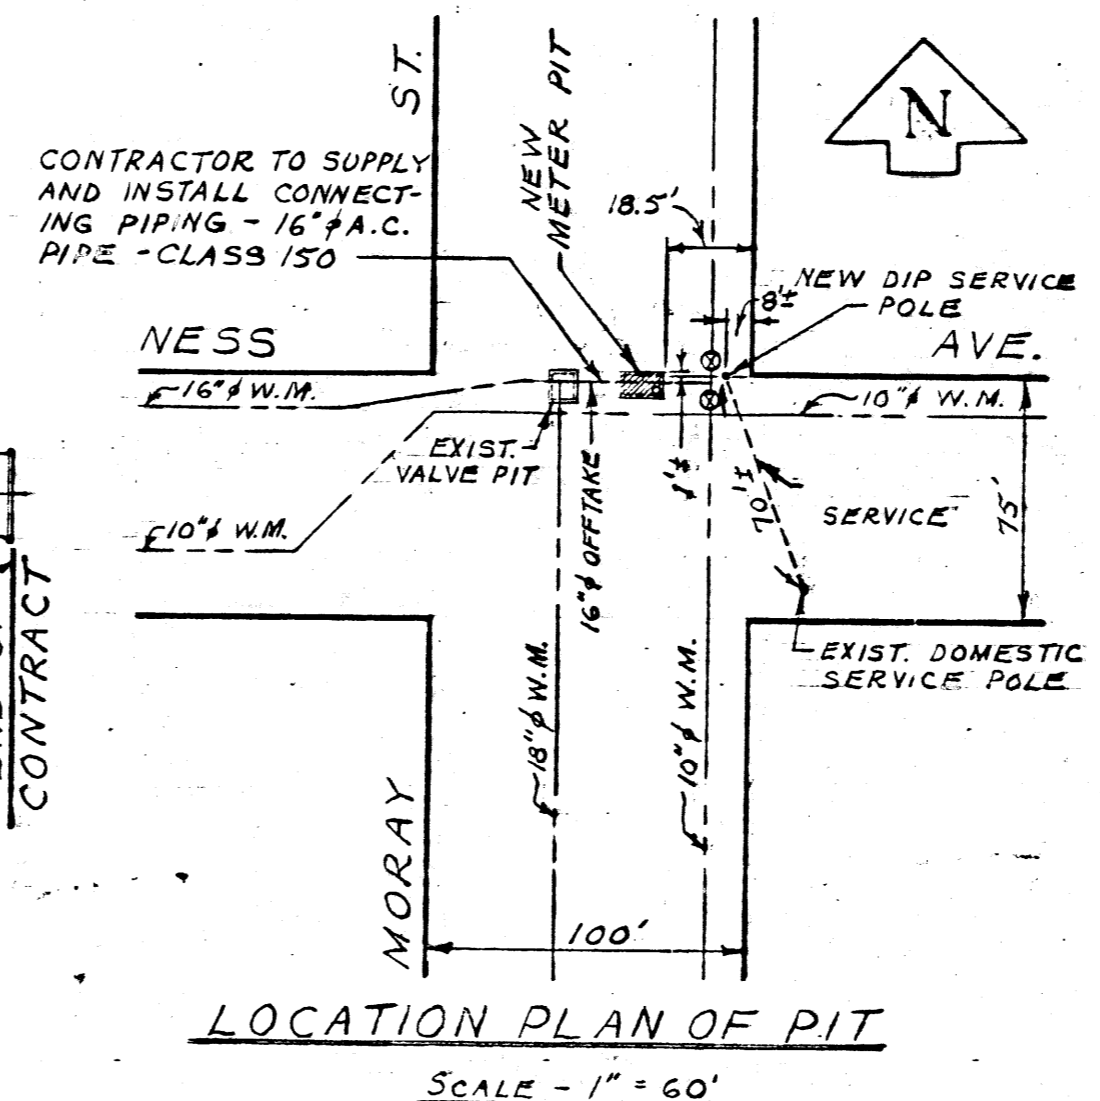 ST.
NEW
METER PIT
N
CONTRACTOR TO SUPPLY
AND INSTALL CONNECT-
ING PIPING - 16"φ A.C.
PIPE - CLASS 150
18.5'
NEW DIP SERVICE
POLE
8'±
NESS
AVE.
16"φ W.M.
10"φ W.M.
EXIST.
VALVE PIT
10"φ W.M.
16"φ OFFTAKE
70'±
SERVICE
75'
CONTRACT
EXIST. DOMESTIC
SERVICE POLE
18"φ W.M.
10"φ W.M.
MORAY
100'
LOCATION PLAN OF PIT
SCALE - 1" = 60'